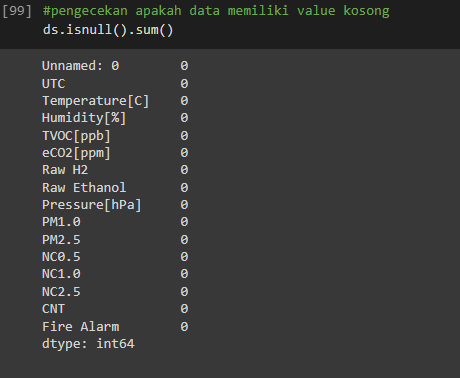 [99] #pengecekan apakah data memiliki value kosong
ds.isnull().sum()
Unnamed: 0 0
UTC 0
Temperature[C] 0
Humidity[%] 0
TVOC[ppb] 0
eCO2[ppm] 0
Raw H2 0
Raw Ethanol 0
Pressure[hPa] 0
PM1.0 0
PM2.5 0
NC0.5 0
NC1.0 0
NC2.5 0
CNT 0
Fire Alarm 0
dtype: int64